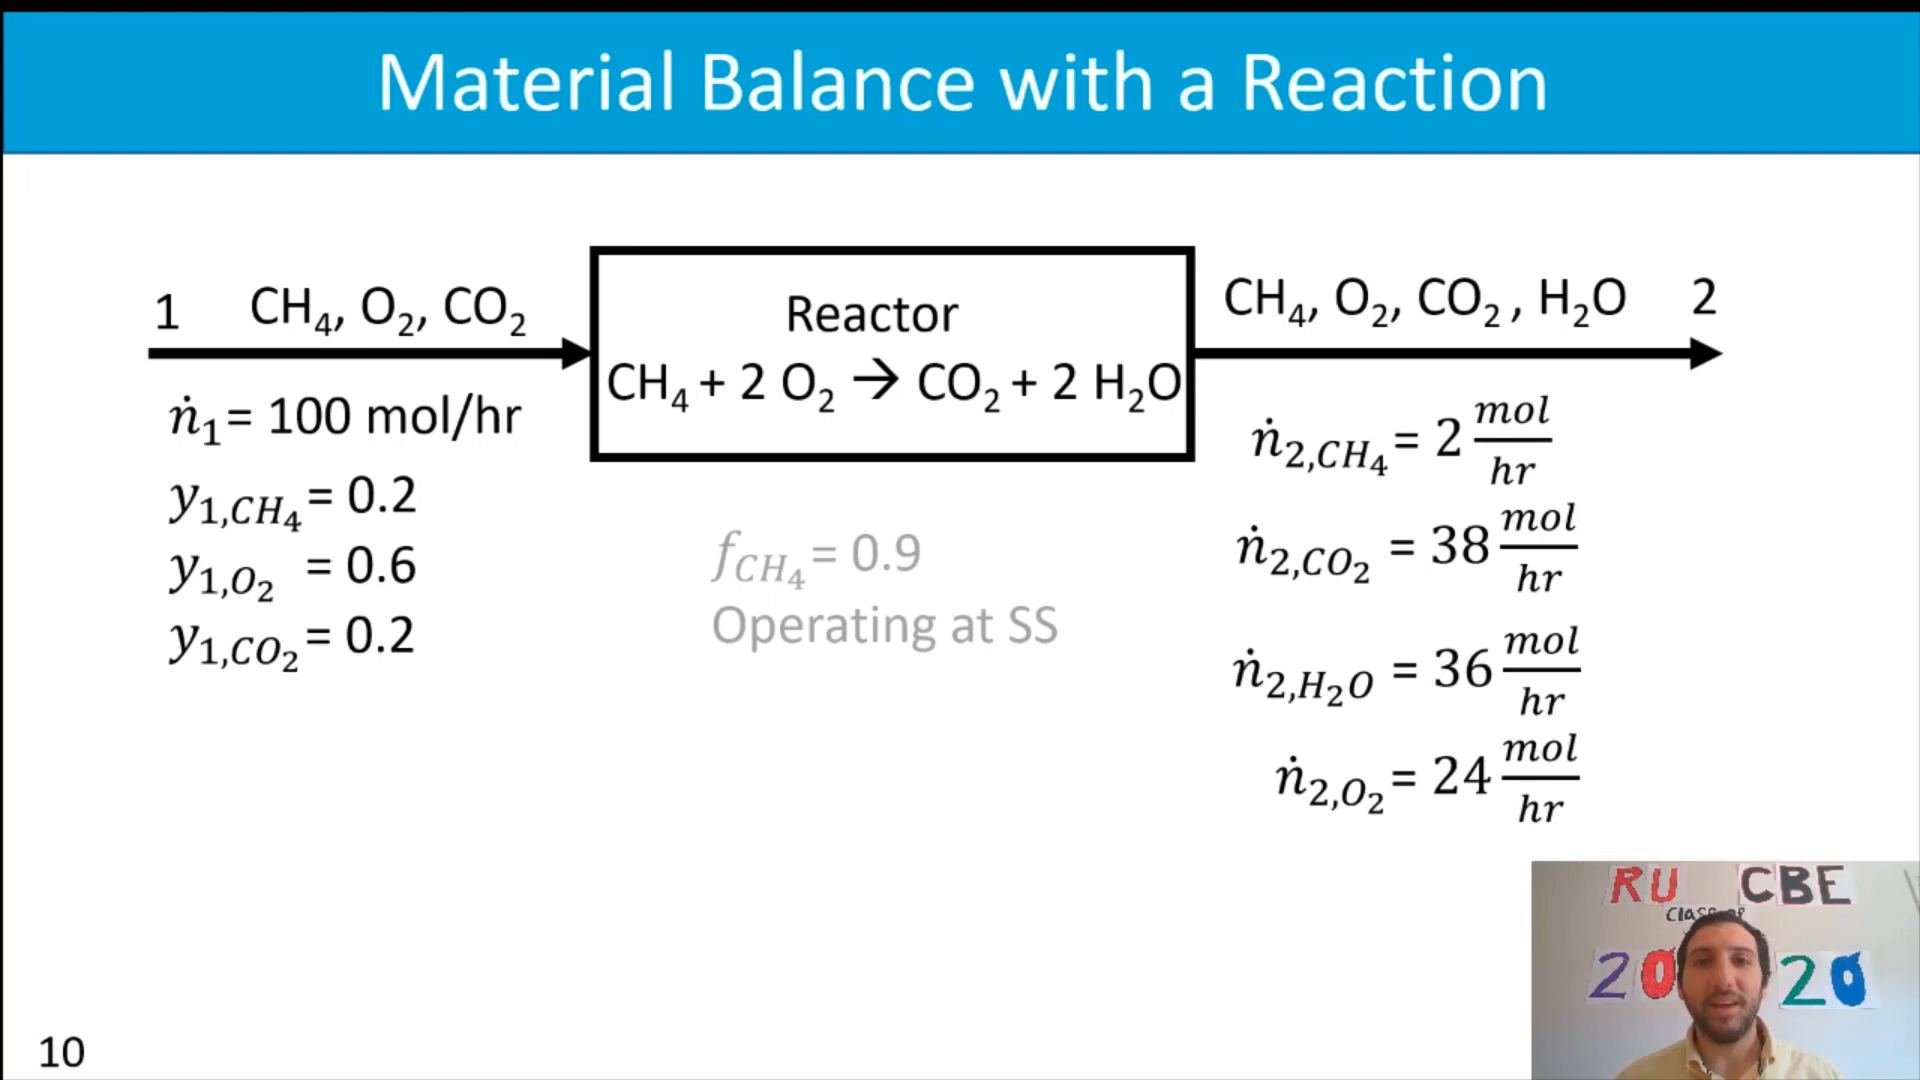 Material Balance with a Reaction
1 CH₄, O₂, CO₂
ṅ₁ = 100 mol/hr
y₁,CH₄ = 0.2
y₁,O₂ = 0.6
y₁,CO₂ = 0.2
Reactor
CH₄ + 2 O₂ → CO₂ + 2 H₂O
f_CH₄ = 0.9
Operating at SS
CH₄, O₂, CO₂ , H₂O 2
ṅ₂,CH₄ = 2 mol/hr
ṅ₂,CO₂ = 38 mol/hr
ṅ₂,H₂O = 36 mol/hr
ṅ₂,O₂ = 24 mol/hr
RU CBE
Class of
20 20
10